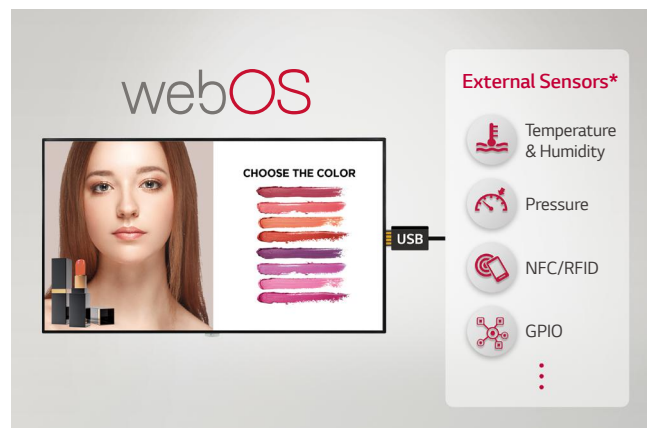 webOS
External Sensors*
Temperature
& Humidity
CHOOSE THE COLOR
Pressure
USB
NFC/RFID
GPIO